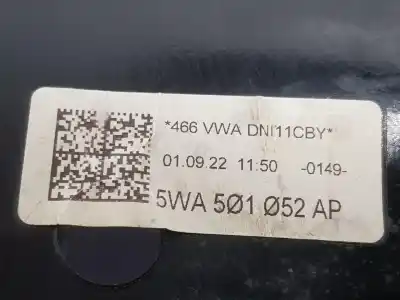 *466 VWA DNI11CBY*
01.09.22 11:50 -0149-
5WA 5Ø1 Ø52 AP